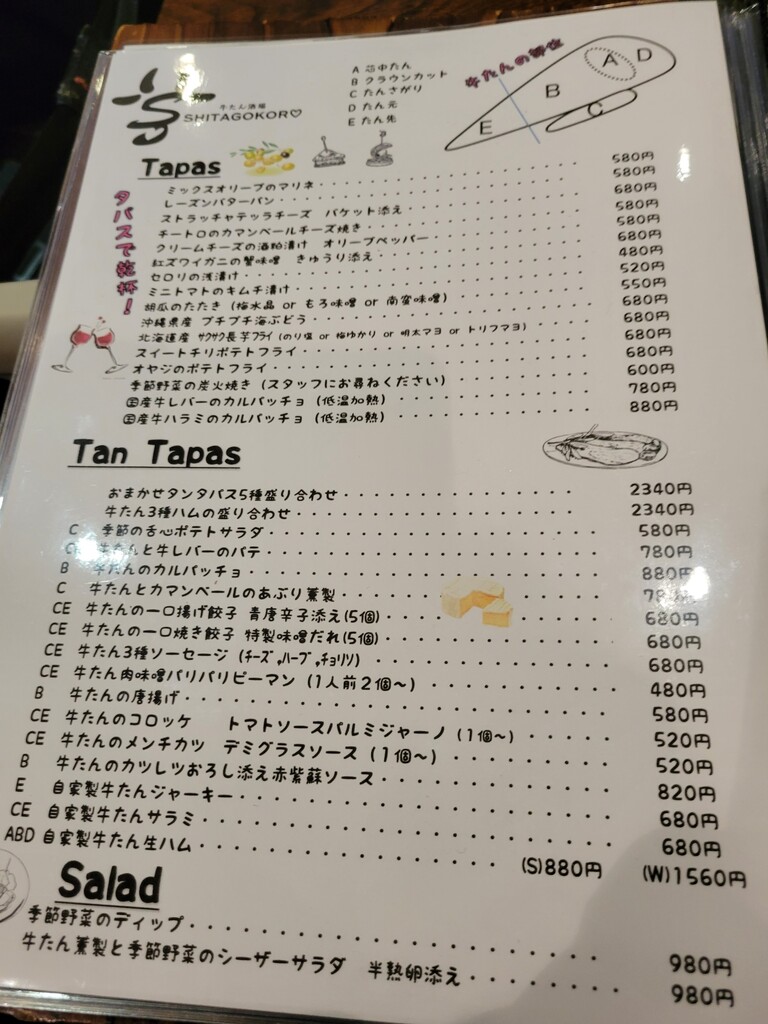 牛たん酒場
SHITAGOKORO♡
A 芯中たん
B クラウンカット
C たんさがり
D たん元
E たん先
牛たんの部位
A
B
C
D
E
Tapas
タパスで乾杯!
ミックスオリーブのマリネ 580円
レーズンバターパン 580円
ストラッチャテッラチーズ バケット添え 680円
チートロのカマンベールチーズ焼き 580円
クリームチーズの酒粕漬け オリーブペッパー 580円
紅ズワイガニの蟹味噌 きゅうり添え 680円
セロリの浅漬け 480円
ミニトマトのキムチ漬け 520円
胡瓜のたたき (梅水晶 or もろ味噌 or 南蛮味噌) 550円
沖縄県産 プチプチ海ぶどう 680円
北海道産 サクサク長芋フライ (のり塩 or 梅ゆかり or 明太マヨ or トリフマヨ) 680円
スイートチリポテトフライ 680円
オヤジのポテトフライ 680円
季節野菜の炭火焼き (スタッフにお尋ねください) 600円
国産牛レバーのカルパッチョ (低温加熱) 780円
国産牛ハラミのカルパッチョ (低温加熱) 880円
Tan Tapas
おまかせタンタパス5種盛り合わせ 2340円
牛たん3種ハムの盛り合わせ 2340円
C 季節の舌心ポテトサラダ 580円
牛たんと牛レバーのパテ 780円
B 牛たんのカルパッチョ 880円
C 牛たんとカマンベールのあぶり薫製
CE 牛たんの一口揚げ餃子 青唐辛子添え(5個) 680円
CE 牛たんの一口焼き餃子 特製味噌だれ(5個) 680円
CE 牛たん3種ソーセージ (チーズ,ハーブ,チョリソ) 680円
CE 牛たん肉味噌パリパリピーマン (1人前2個~) 480円
B 牛たんの唐揚げ 580円
CE 牛たんのコロッケ トマトソースパルミジャーノ (1個~) 520円
CE 牛たんのメンチカツ デミグラスソース (1個~) 520円
B 牛たんのカツレツおろし添え赤紫蘇ソース 820円
E 自家製牛たんジャーキー 680円
CE 自家製牛たんサラミ 680円
ABD 自家製牛たん生ハム (S)880円 (W)1560円
Salad
季節野菜のディップ 980円
牛たん薫製と季節野菜のシーザーサラダ 半熟卵添え 980円